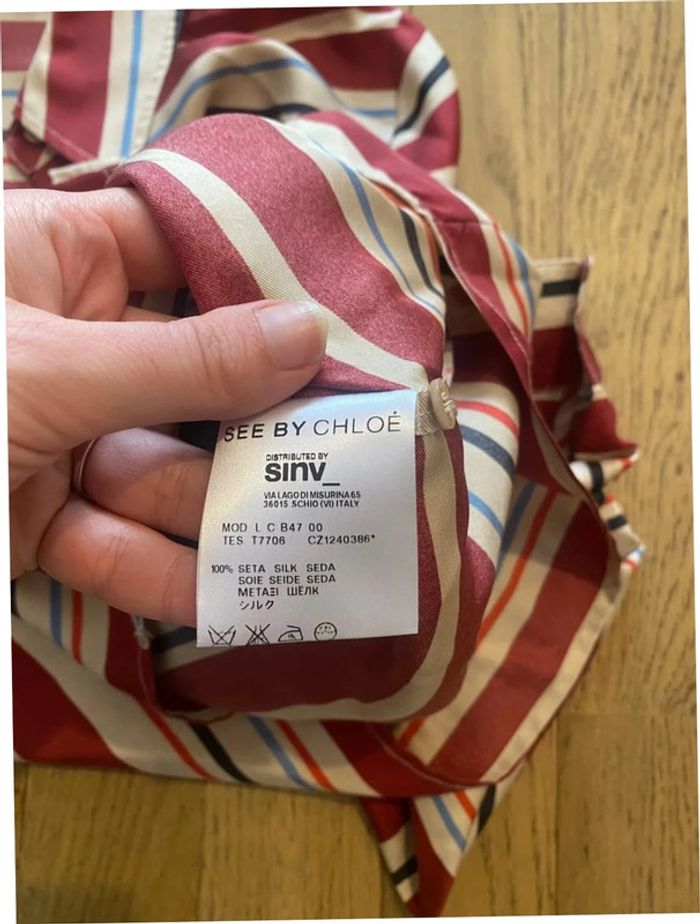 SEE BY CHLOÉ
DISTRIBUTED BY
sinv_
VIA LAGO DI MISURINA 65
36015 SCHIO (VI) ITALY
MOD. L C B47 00
TES. T7706 CZ1240386*
100% SETA SILK SEDA
SOIE SEIDE SEDA
ΜΕΤΑΞΙ ШЁЛК
シルク